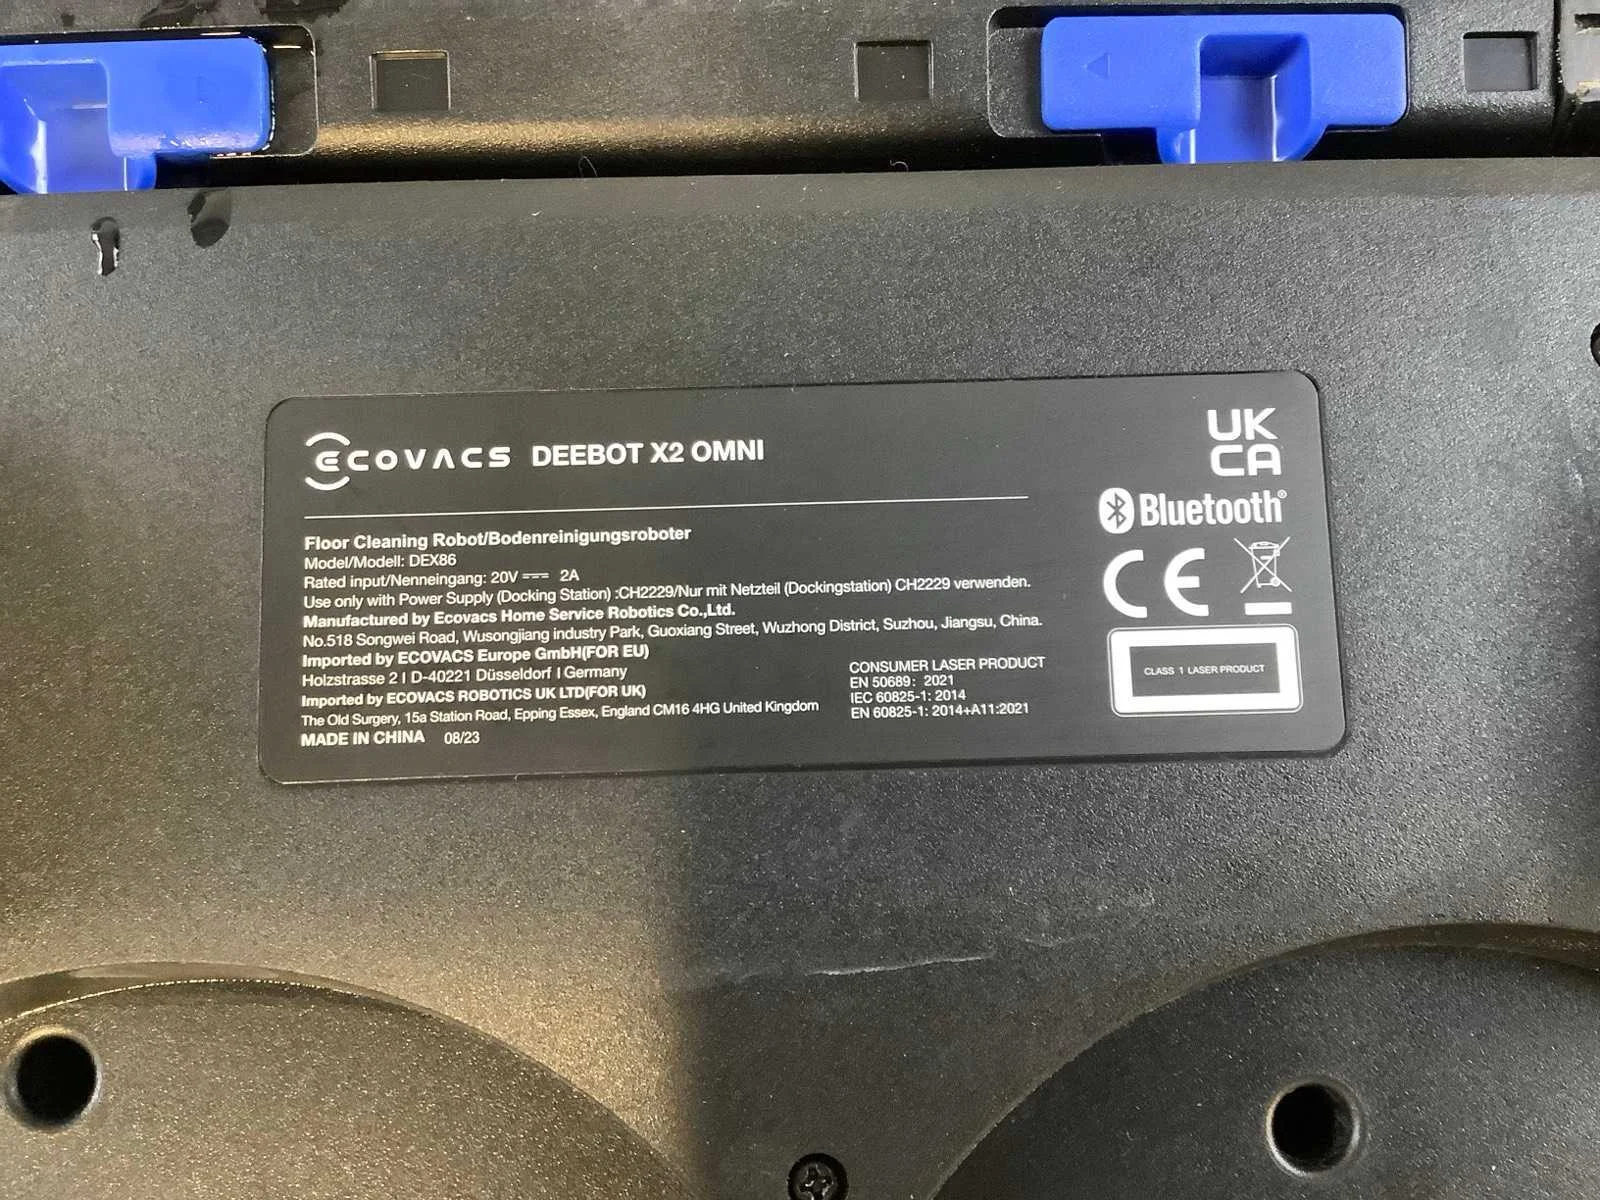 ECOVACS DEEBOT X2 OMNI
Floor Cleaning Robot/Bodenreinigungsroboter
Model/Modell: DEX86
Rated input/Nenneingang: 20V ⎓ 2A
Use only with Power Supply (Docking Station) :CH2229/Nur mit Netzteil (Dockingstation) CH2229 verwenden.
Manufactured by Ecovacs Home Service Robotics Co.,Ltd.
No.518 Songwei Road, Wusongjiang industry Park, Guoxiang Street, Wuzhong District, Suzhou, Jiangsu, China.
Imported by ECOVACS Europe GmbH(FOR EU)
Holzstrasse 2 I D-40221 Düsseldorf I Germany
Imported by ECOVACS ROBOTICS UK LTD(FOR UK)
The Old Surgery, 15a Station Road, Epping Essex, England CM16 4HG United Kingdom
MADE IN CHINA 08/23
CONSUMER LASER PRODUCT
EN 50689: 2021
IEC 60825-1: 2014
EN 60825-1: 2014+A11:2021
UK
CA
Bluetooth®
CE
CLASS 1 LASER PRODUCT